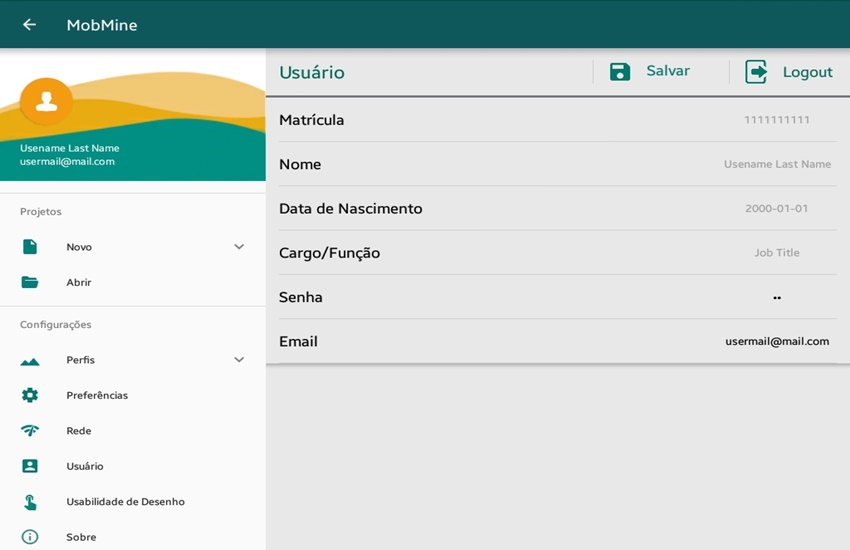 MobMine
Usename Last Name
usermail@mail.com
Projetos
Novo
Abrir
Configurações
Perfis
Preferências
Rede
Usuário
Usabilidade de Desenho
Sobre
Usuário
Salvar
Logout
Matrícula 1111111111
Nome Usename Last Name
Data de Nascimento 2000-01-01
Cargo/Função Job Title
Senha ••
Email usermail@mail.com